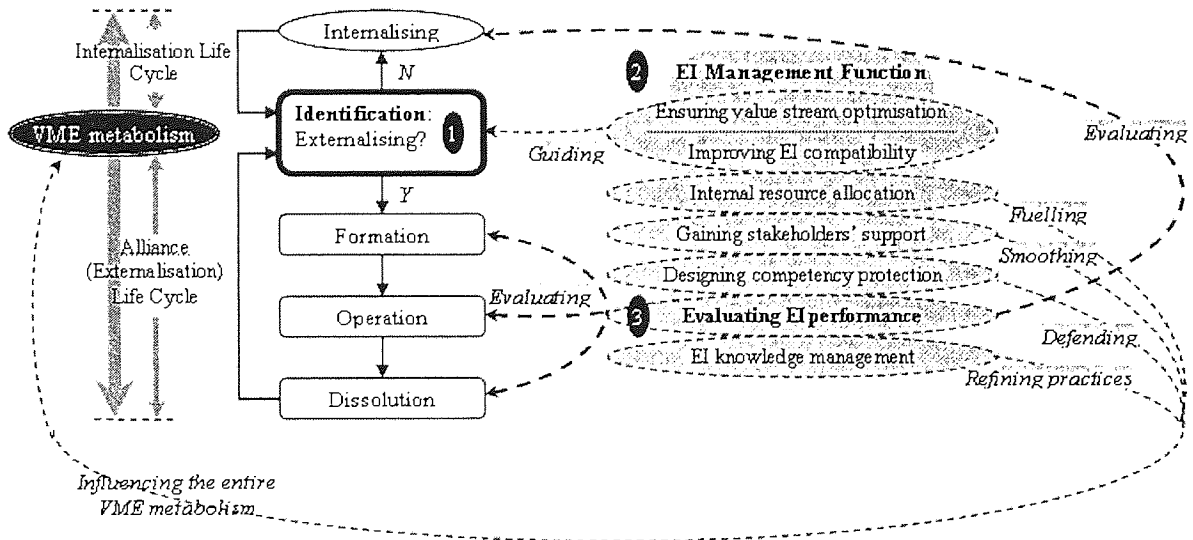 Internalising
Internalisation Life
Cycle
N
2 EI Management Function
VME metabolism
Identification:
Externalising? 1
Ensuring value stream optimisation
Evaluating
Guiding
Improving EI compatibility
Y
Internal resource allocation
Fuelling
Formation
Gaining stakeholders' support
Smoothing
Alliance
(Externalisation)
Life Cycle
Designing competency protection
Evaluating
Operation
3 Evaluating EI performance
Defending
EI knowledge management
Refining practices
Dissolution
Influencing the entire
VME metabolism